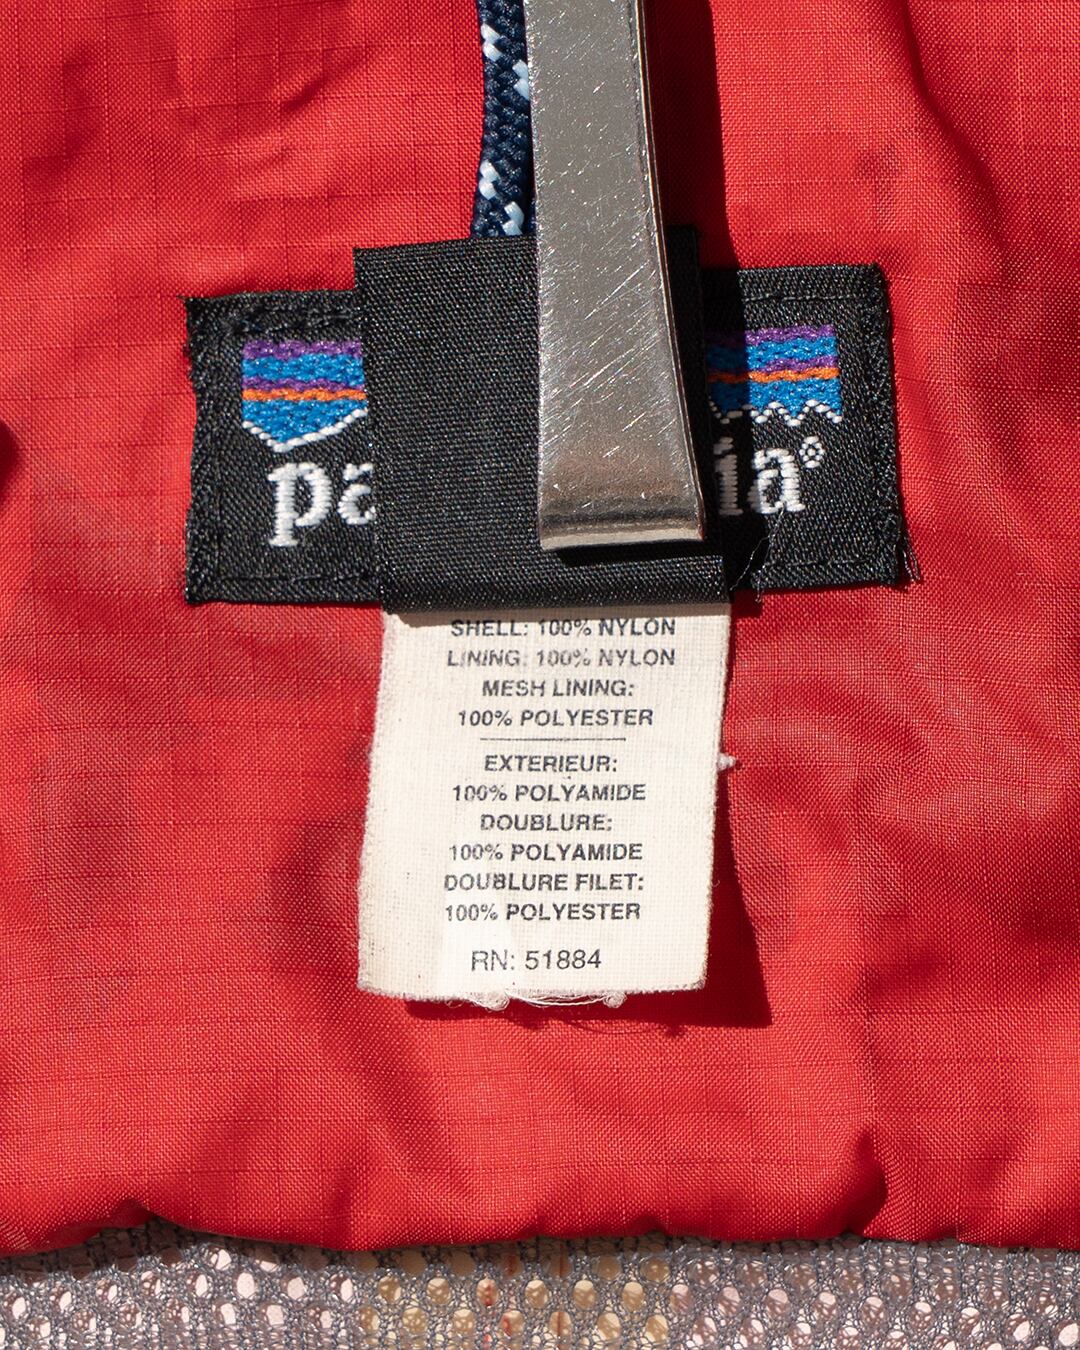 pa ia®
SHELL: 100% NYLON
LINING: 100% NYLON
MESH LINING:
100% POLYESTER
EXTERIEUR:
100% POLYAMIDE
DOUBLURE:
100% POLYAMIDE
DOUBLURE FILET:
100% POLYESTER
RN: 51884